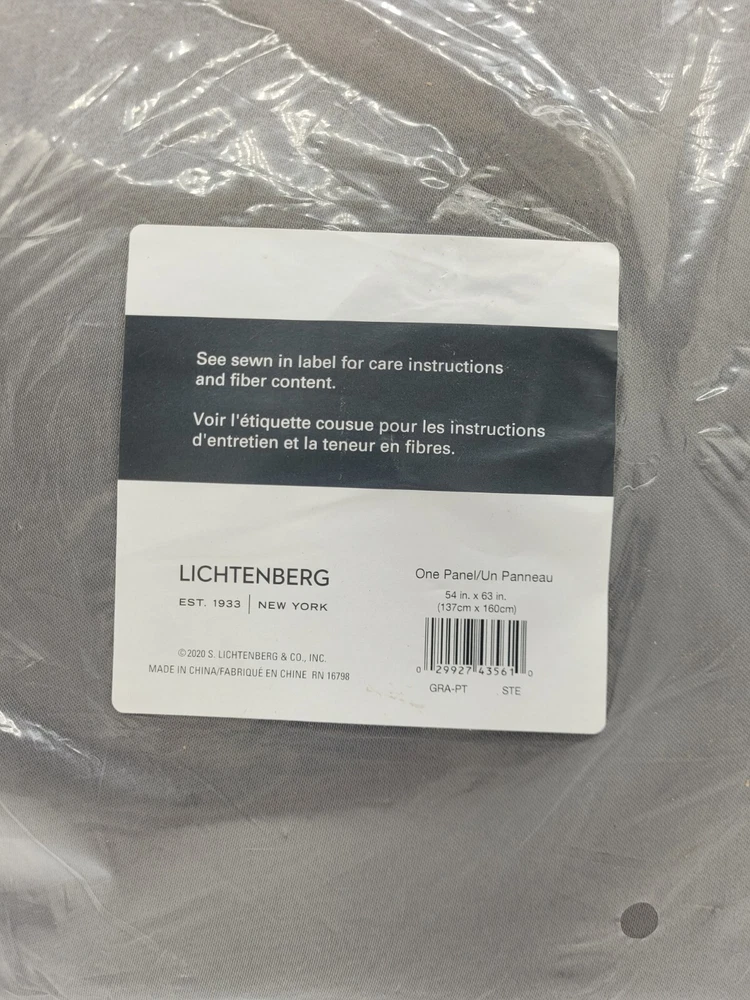 See sewn in label for care instructions
and fiber content.
Voir l'étiquette cousue pour les instructions
d'entretien et la teneur en fibres.
LICHTENBERG
EST. 1933 | NEW YORK
©2020 S. LICHTENBERG & CO., INC.
MADE IN CHINA/FABRIQUÉ EN CHINE RN 16798
One Panel/Un Panneau
54 in. x 63 in.
(137cm x 160cm)
0 29927 43561 0
GRA-PT STE